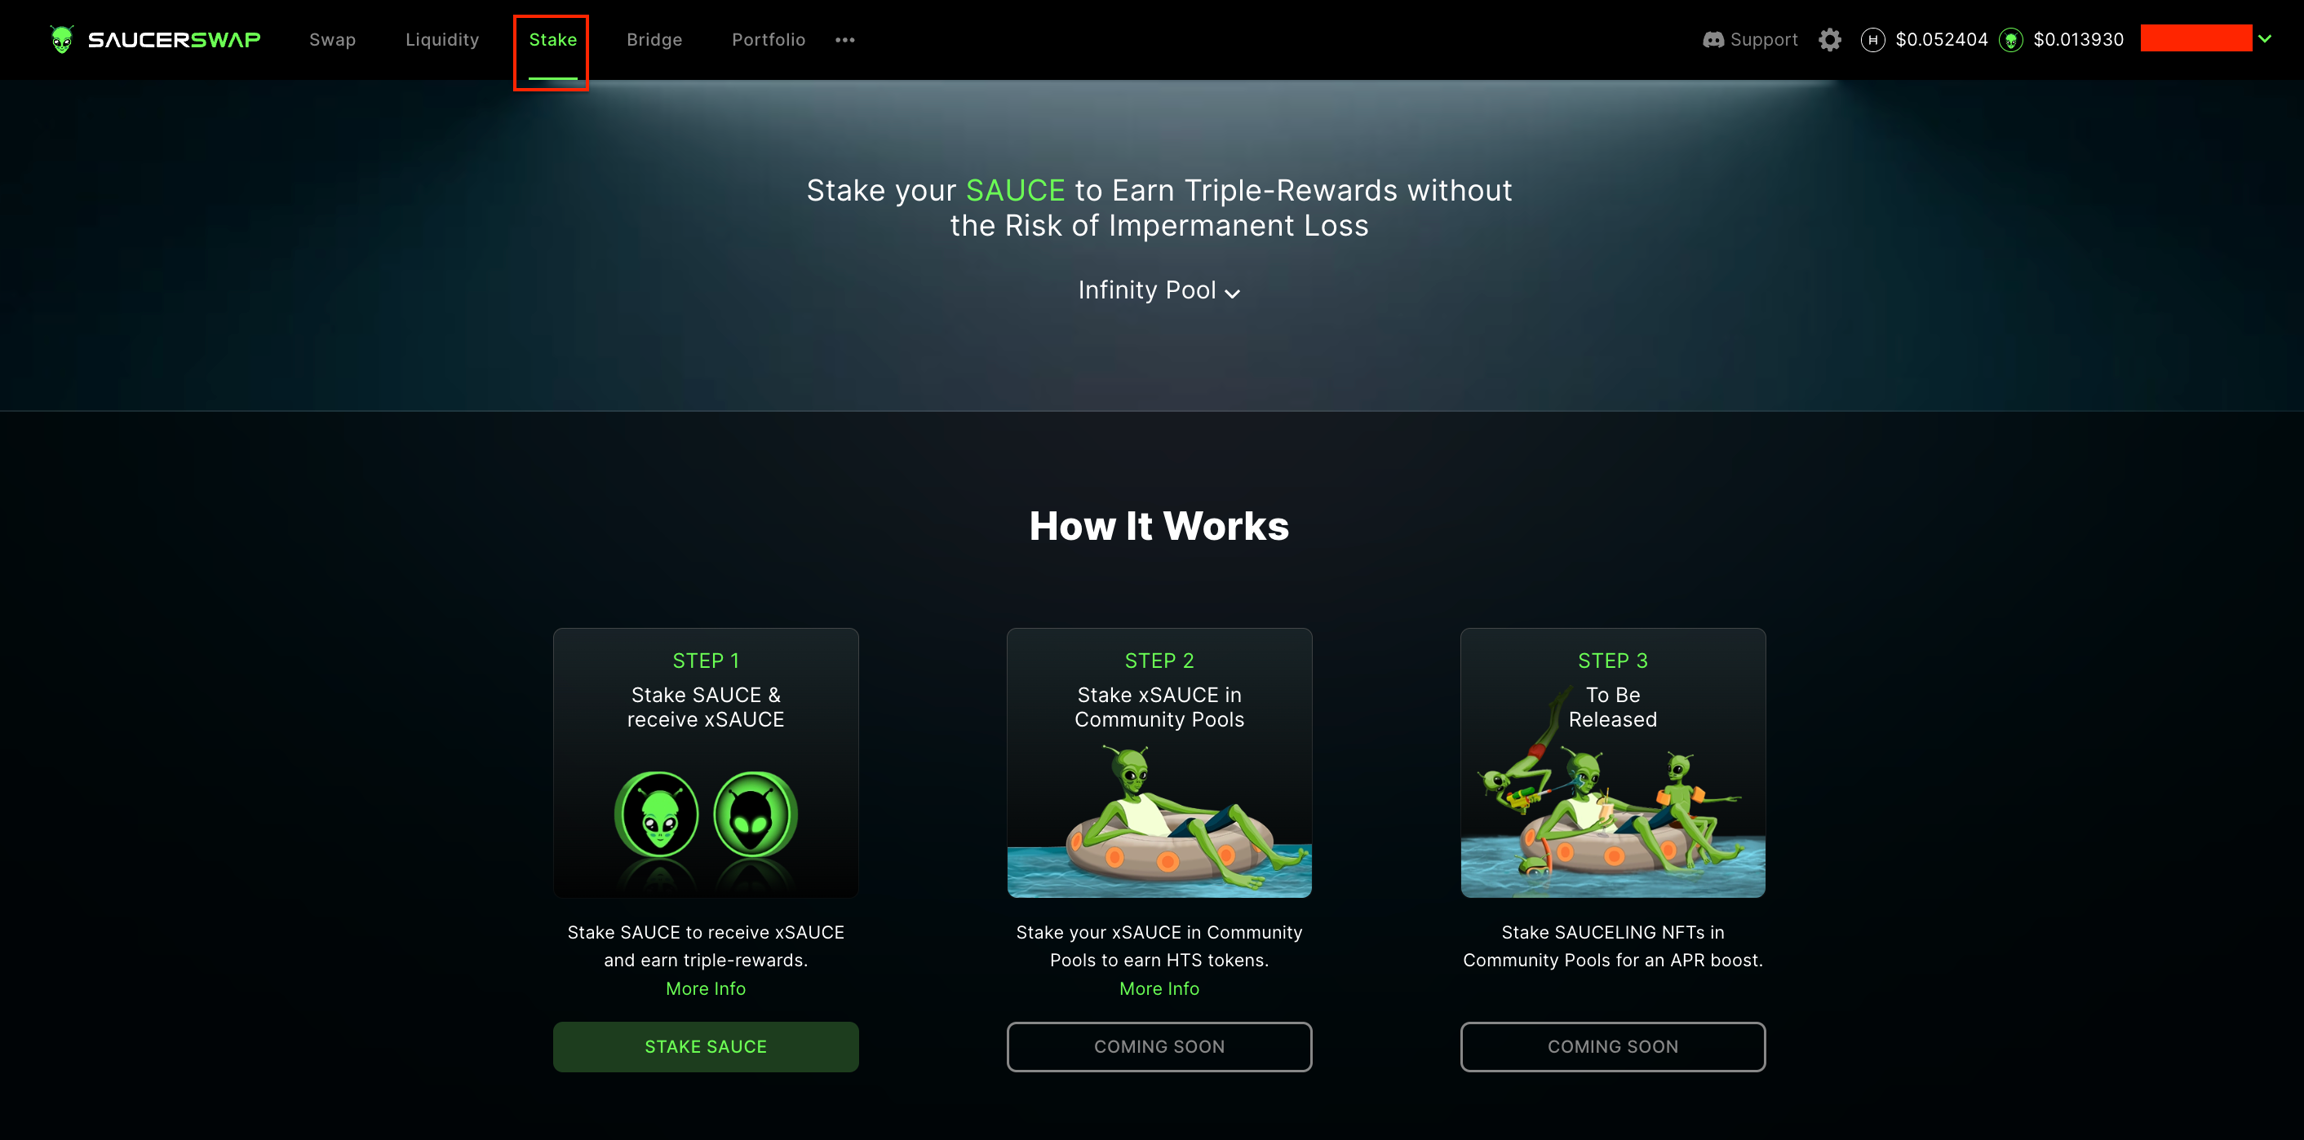 SAUCERSWAP
Swap
Liquidity
Stake
Bridge
Portfolio
Support
$0.052404
$0.013930
Stake your SAUCE to Earn Triple-Rewards without
the Risk of Impermanent Loss
Infinity Pool
How It Works
STEP 1
Stake SAUCE &
receive xSAUCE
Stake SAUCE to receive xSAUCE
and earn triple-rewards.
More Info
STAKE SAUCE
STEP 2
Stake xSAUCE in
Community Pools
Stake your xSAUCE in Community
Pools to earn HTS tokens.
More Info
COMING SOON
STEP 3
To Be
Released
Stake SAUCELING NFTs in
Community Pools for an APR boost.
COMING SOON